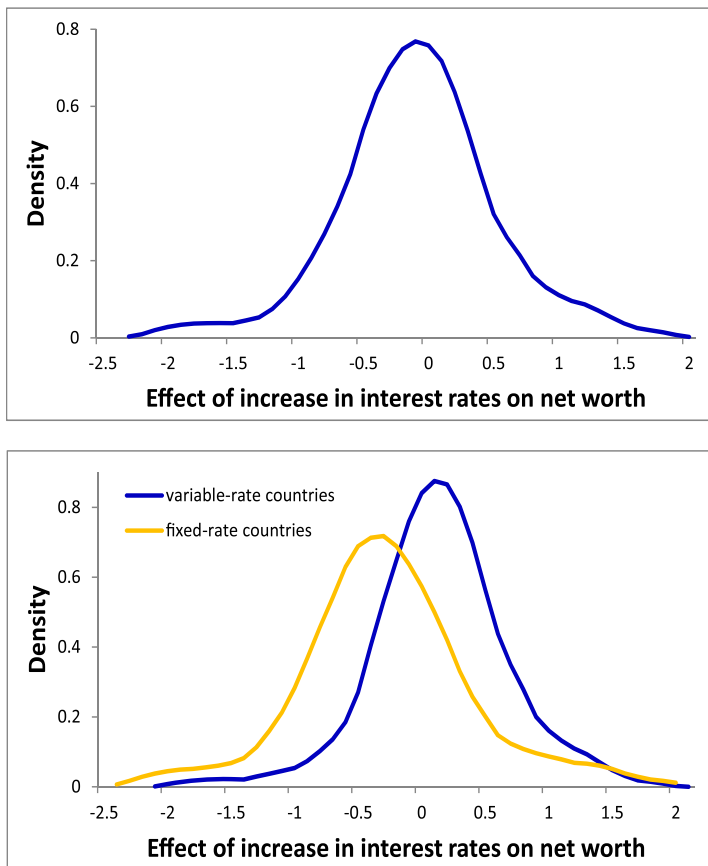 0.8
0.6
0.4
0.2
0
Density
-2.5 -2 -1.5 -1 -0.5 0 0.5 1 1.5 2
Effect of increase in interest rates on net worth
variable-rate countries
fixed-rate countries
0.8
0.6
0.4
0.2
0
Density
-2.5 -2 -1.5 -1 -0.5 0 0.5 1 1.5 2
Effect of increase in interest rates on net worth